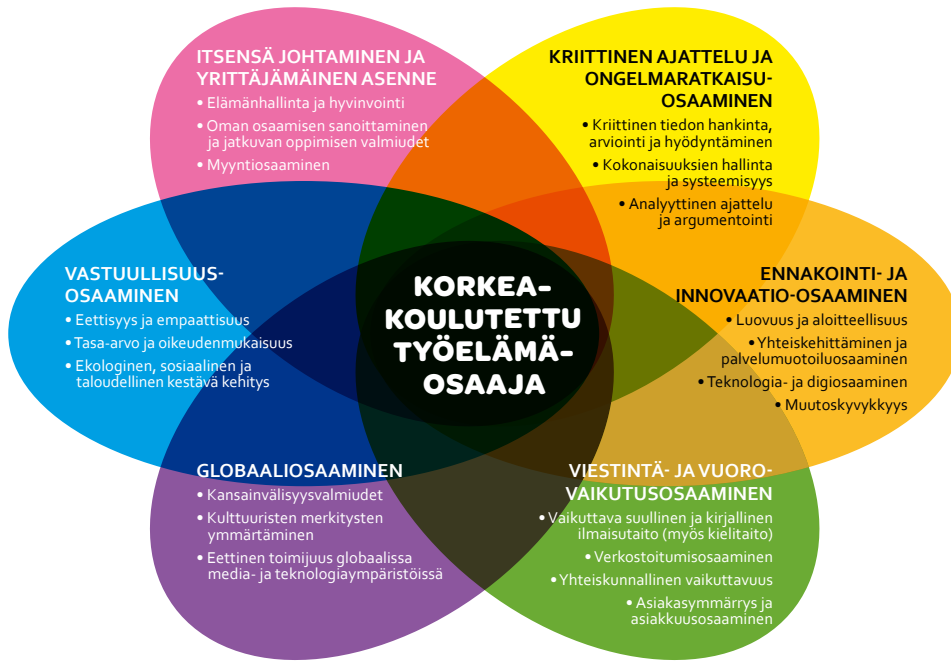 ITSENSÄ JOHTAMINEN JA
YRITTÄJÄMÄINEN ASENNE
• Elämänhallinta ja hyvinvointi
• Oman osaamisen sanoittaminen
ja jatkuvan oppimisen valmiudet
• Myyntiosaaminen
KRIITTINEN AJATTELU JA
ONGELMARATKAISU-
OSAAMINEN
• Kriittinen tiedon hankinta,
arviointi ja hyödyntäminen
• Kokonaisuuksien hallinta
ja systeemisyys
• Analyyttinen ajattelu
ja argumentointi
VASTUULLISUUS-
OSAAMINEN
• Eettisyys ja empaattisuus
• Tasa-arvo ja oikeudenmukaisuus
• Ekologinen, sosiaalinen ja
taloudellinen kestävä kehitys
KORKEA-
KOULUTETTU
TYÖELÄMÄ-
OSAAJA
ENNAKOINTI- JA
INNOVAATIO-OSAAMINEN
• Luovuus ja aloitteellisuus
• Yhteiskehittäminen ja
palvelumuotoiluosaaminen
• Teknologia- ja digiosaaminen
• Muutoskyvykkyys
GLOBAALIOSAAMINEN
• Kansainvälisyysvalmiudet
• Kulttuuristen merkitysten
ymmärtäminen
• Eettinen toimijuus globaalissa
media- ja teknologiaympäristöissä
VIESTINTÄ- JA VUORO-
VAIKUTUSOSAAMINEN
• Vaikuttava suullinen ja kirjallinen
ilmaisutaito (myös kielitaito)
• Verkostoitumisosaaminen
• Yhteiskunnallinen vaikuttavuus
• Asiakasymmärrys ja
asiakkuusosaaminen